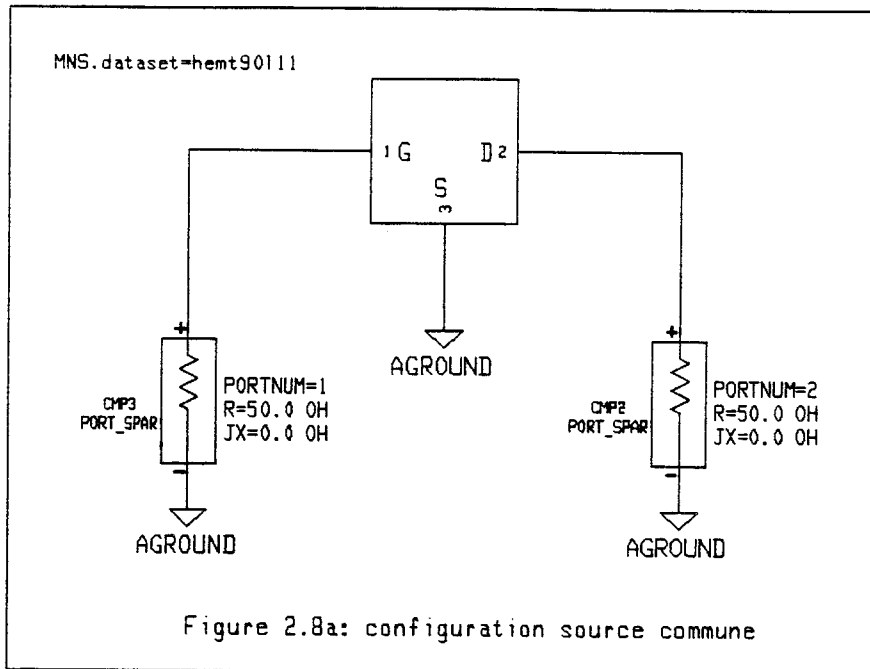 MNS.dataset=hemt90111
1 G D 2
S
3
AGROUND
+
CMP3
PORT_SPAR
PORTNUM=1
R=50.0 OH
JX=0.0 OH
-
AGROUND
+
CMP2
PORT_SPAR
PORTNUM=2
R=50.0 OH
JX=0.0 OH
-
AGROUND
Figure 2.8a: configuration source commune